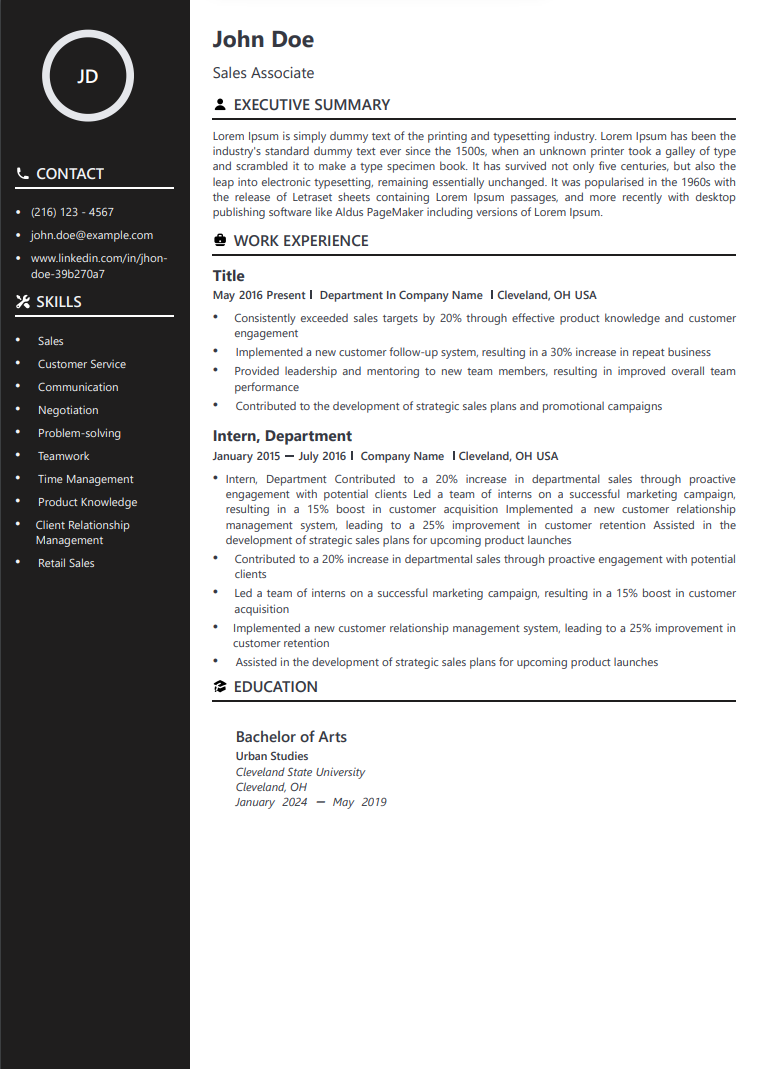 JD
CONTACT
• (216) 123 - 4567
• john.doe@example.com
• www.linkedin.com/in/jhon-
doe-39b270a7
SKILLS
• Sales
• Customer Service
• Communication
• Negotiation
• Problem-solving
• Teamwork
• Time Management
• Product Knowledge
• Client Relationship
Management
• Retail Sales
John Doe
Sales Associate
EXECUTIVE SUMMARY
Lorem Ipsum is simply dummy text of the printing and typesetting industry. Lorem Ipsum has been the
industry's standard dummy text ever since the 1500s, when an unknown printer took a galley of type
and scrambled it to make a type specimen book. It has survived not only five centuries, but also the
leap into electronic typesetting, remaining essentially unchanged. It was popularised in the 1960s with
the release of Letraset sheets containing Lorem Ipsum passages, and more recently with desktop
publishing software like Aldus PageMaker including versions of Lorem Ipsum.
WORK EXPERIENCE
Title
May 2016 Present | Department In Company Name | Cleveland, OH USA
• Consistently exceeded sales targets by 20% through effective product knowledge and customer
engagement
• Implemented a new customer follow-up system, resulting in a 30% increase in repeat business
• Provided leadership and mentoring to new team members, resulting in improved overall team
performance
• Contributed to the development of strategic sales plans and promotional campaigns
Intern, Department
January 2015 — July 2016 | Company Name | Cleveland, OH USA
• Intern, Department Contributed to a 20% increase in departmental sales through proactive
engagement with potential clients Led a team of interns on a successful marketing campaign,
resulting in a 15% boost in customer acquisition Implemented a new customer relationship
management system, leading to a 25% improvement in customer retention Assisted in the
development of strategic sales plans for upcoming product launches
• Contributed to a 20% increase in departmental sales through proactive engagement with potential
clients
• Led a team of interns on a successful marketing campaign, resulting in a 15% boost in customer
acquisition
• Implemented a new customer relationship management system, leading to a 25% improvement in
customer retention
• Assisted in the development of strategic sales plans for upcoming product launches
EDUCATION
Bachelor of Arts
Urban Studies
Cleveland State University
Cleveland, OH
January 2024 — May 2019